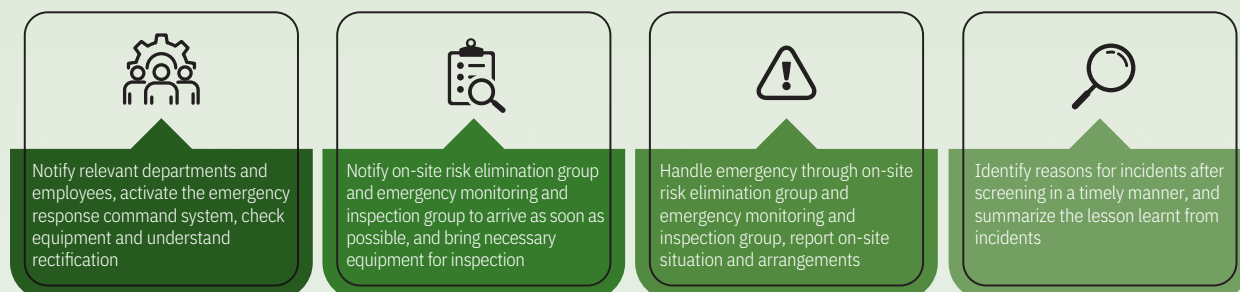 Notify relevant departments and
employees, activate the emergency
response command system, check
equipment and understand
rectification
Notify on-site risk elimination group
and emergency monitoring and
inspection group to arrive as soon as
possible, and bring necessary
equipment for inspection
Handle emergency through on-site
risk elimination group and
emergency monitoring and
inspection group, report on-site
situation and arrangements
Identify reasons for incidents after
screening in a timely manner, and
summarize the lesson learnt from
incidents